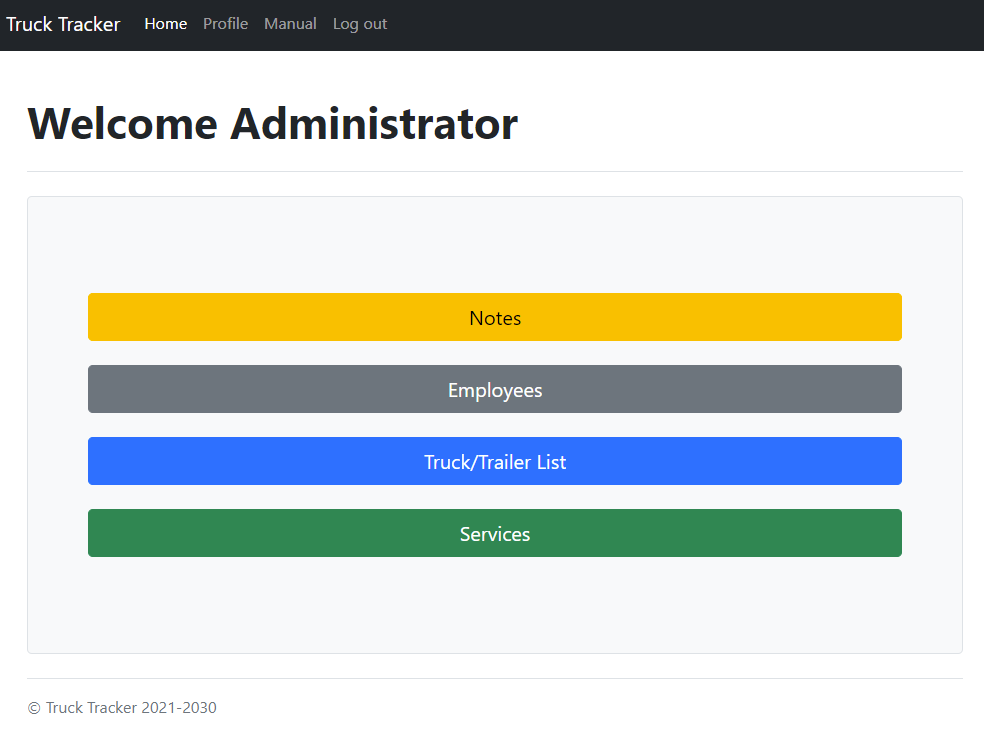 Truck Tracker Home Profile Manual Log out
Welcome Administrator
Notes
Employees
Truck/Trailer List
Services
© Truck Tracker 2021-2030